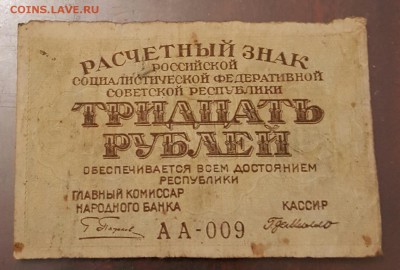 COINS.LAVE.RU
РАСЧЕТНЫЙ ЗНАК
РОССИЙСКОЙ
СОЦИАЛИСТИЧЕСКОЙ ФЕДЕРАТИВНОЙ
СОВЕТСКОЙ РЕСПУБЛИКИ
ТРИДЦАТЬ
РУБЛЕЙ
ОБЕСПЕЧИВАЕТСЯ ВСЕМ ДОСТОЯНИЕМ
РЕСПУБЛИКИ
ГЛАВНЫЙ КОМИССАР
НАРОДНОГО БАНКА
КАССИР
АА-009